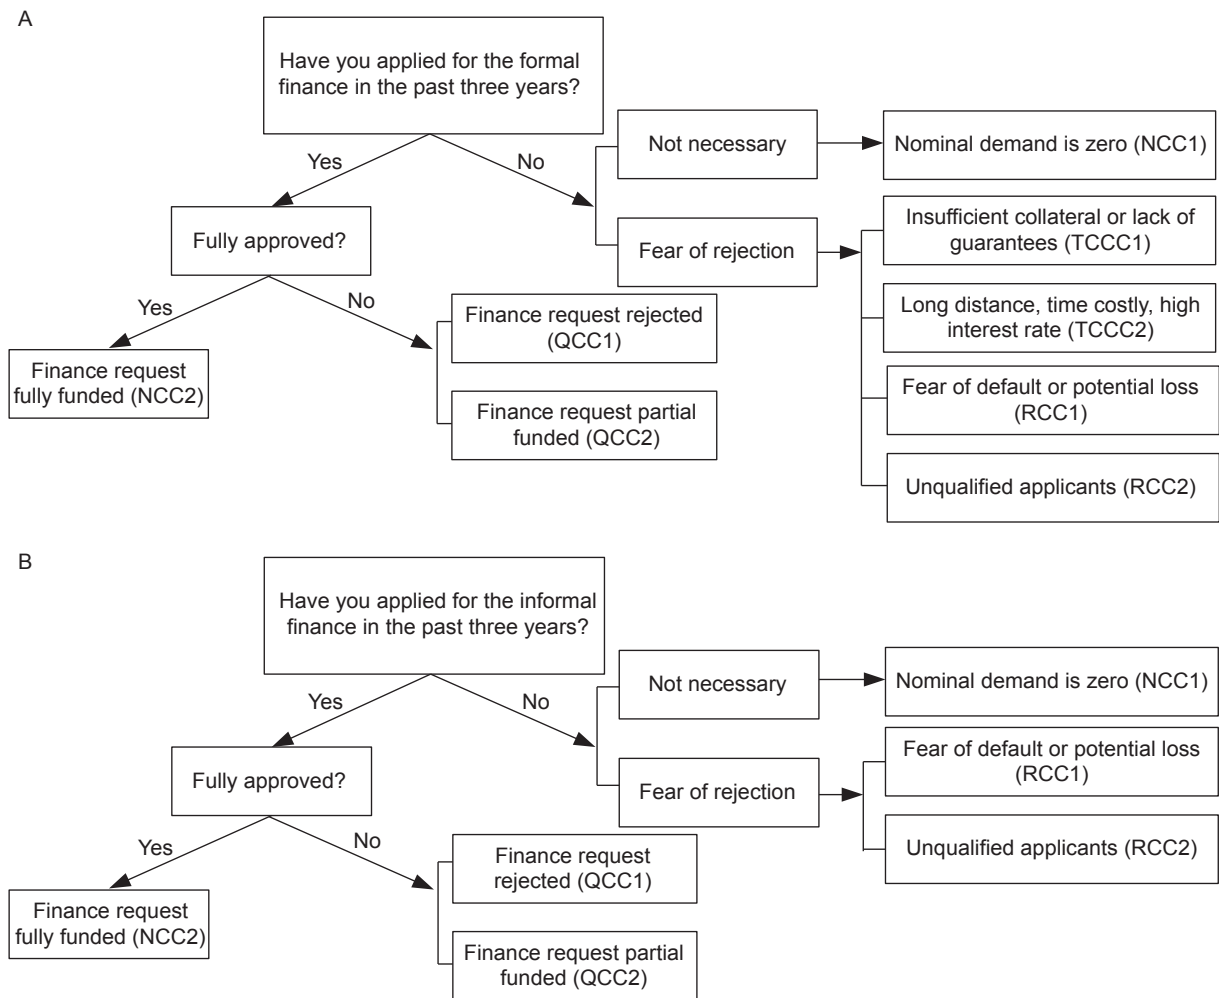 A
Have you applied for the formal
finance in the past three years?
Yes
No
Not necessary
Nominal demand is zero (NCC1)
Fully approved?
Fear of rejection
Insufficient collateral or lack of
guarantees (TCCC1)
Long distance, time costly, high
interest rate (TCCC2)
Fear of default or potential loss
(RCC1)
Unqualified applicants (RCC2)
Yes
No
Finance request
fully funded (NCC2)
Finance request rejected
(QCC1)
Finance request partial
funded (QCC2)
B
Have you applied for the informal
finance in the past three years?
Yes
No
Not necessary
Nominal demand is zero (NCC1)
Fully approved?
Fear of rejection
Fear of default or potential loss
(RCC1)
Unqualified applicants (RCC2)
Yes
No
Finance request
fully funded (NCC2)
Finance request
rejected (QCC1)
Finance request partial
funded (QCC2)